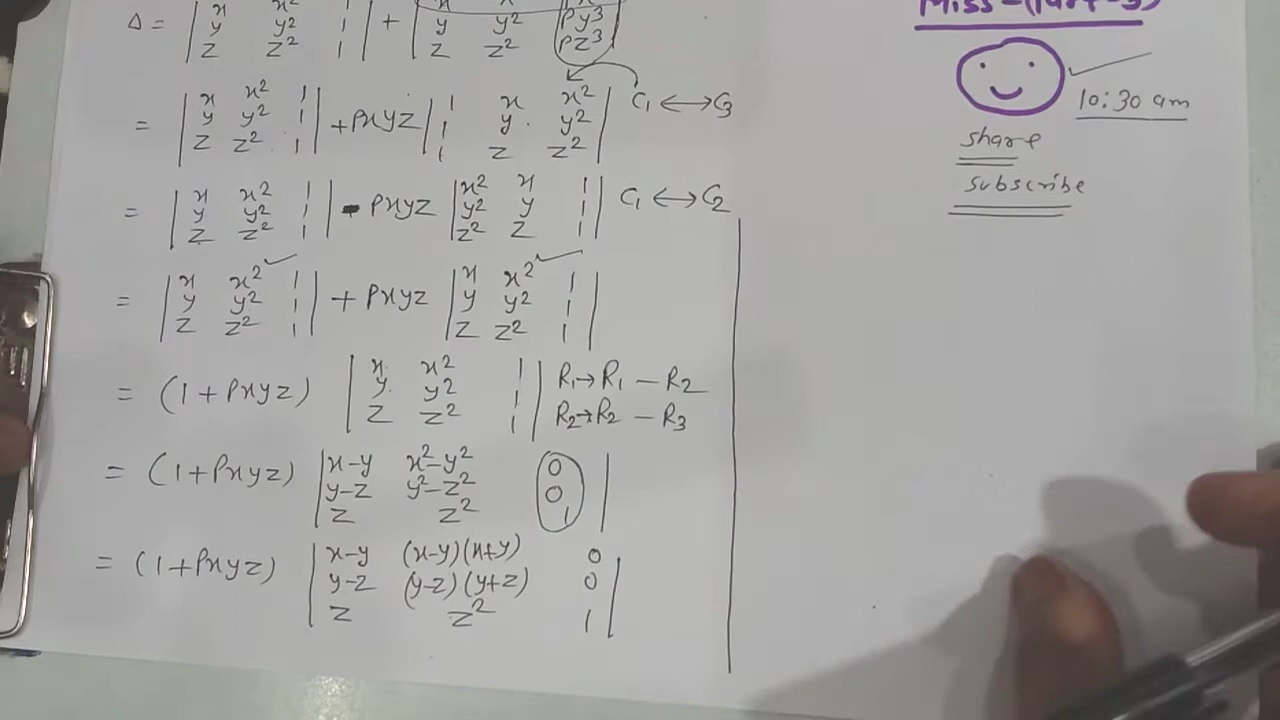 Δ = | x x² | + | x x² px³ |
| y y² 1 | | y y² py³ |
| z z² 1 | | z z² pz³ |
= | x x² 1 | + pxyz | 1 x x² | C₁ ↔ C₃
| y y² 1 | | 1 y y² |
| z z² 1 | | 1 z z² |
= | x x² 1 | - pxyz | x² x 1 | C₁ ↔ C₂
| y y² 1 | | y² y 1 |
| z z² 1 | | z² z 1 |
= | x x² 1 | + pxyz | x x² 1 |
| y y² 1 | | y y² 1 |
| z z² 1 | | z z² 1 |
= (1+pxyz) | x x² 1 | R₁→R₁ – R₂
| y y² 1 | R₂→R₂ – R₃
| z z² 1 |
= (1+pxyz) | x–y x²–y² 0 |
| y–z y²–z² 0 |
| z z² 1 |
= (1+pxyz) | x–y (x–y)(x+y) 0 |
| y–z (y–z)(y+z) 0 |
| z z² 1 |
10:30 am
share
subscribe